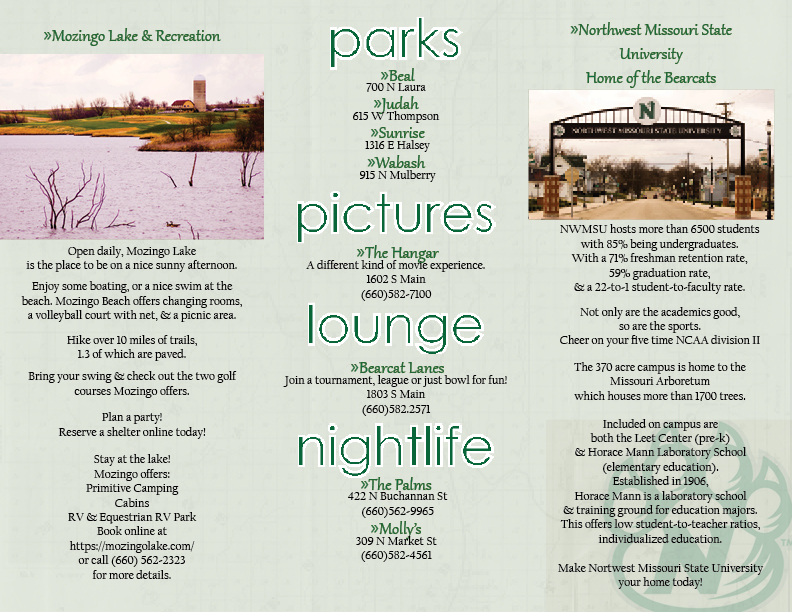 »Mozingo Lake & Recreation
Open daily, Mozingo Lake
is the place to be on a nice sunny afternoon.
Enjoy some boating, or a nice swim at the
beach. Mozingo Beach offers changing rooms,
a volleyball court with net, & a picnic area.
Hike over 10 miles of trails,
1.3 of which are paved.
Bring your swing & check out the two golf
courses Mozingo offers.
Plan a party!
Reserve a shelter online today!
Stay at the lake!
Mozingo offers:
Primitive Camping
Cabins
RV & Equestrian RV Park
Book online at
https://mozingolake.com/
or call (660) 562-2323
for more details.
parks
»Beal
700 N Laura
»Judah
615 W Thompson
»Sunrise
1316 E Halsey
»Wabash
915 N Mulberry
pictures
»The Hangar
A different kind of movie experience.
1602 S Main
(660)582-7100
lounge
»Bearcat Lanes
Join a tournament, league or just bowl for fun!
1803 S Main
(660)582.2571
nightlife
»The Palms
422 N Buchannan St
(660)562-9965
»Molly's
309 N Market St
(660)582-4561
»Northwest Missouri State
University
Home of the Bearcats
N
NORTHWEST MISSOURI STATE UNIVERSITY
NWMSU hosts more than 6500 students
with 85% being undergraduates.
With a 71% freshman retention rate,
59% graduation rate,
& a 22-to-1 student-to-faculty rate.
Not only are the academics good,
so are the sports.
Cheer on your five time NCAA division II
The 370 acre campus is home to the
Missouri Arboretum
which houses more than 1700 trees.
Included on campus are
both the Leet Center (pre-k)
& Horace Mann Laboratory School
(elementary education).
Established in 1906,
Horace Mann is a laboratory school
& training ground for education majors.
This offers low student-to-teacher ratios,
individualized education.
N
TM
Make Nortwest Missouri State University
your home today!